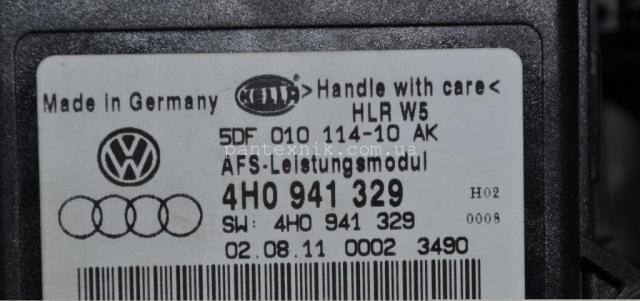 Made in Germany HELLA >Handle with care<
HLR W5
5DF 010 114-10 AK
pantexnik.com.ua
AFS-Leistungsmodul
4H0 941 329 H02
SW: 4H0 941 329 0008
02.08.11 0002 3490